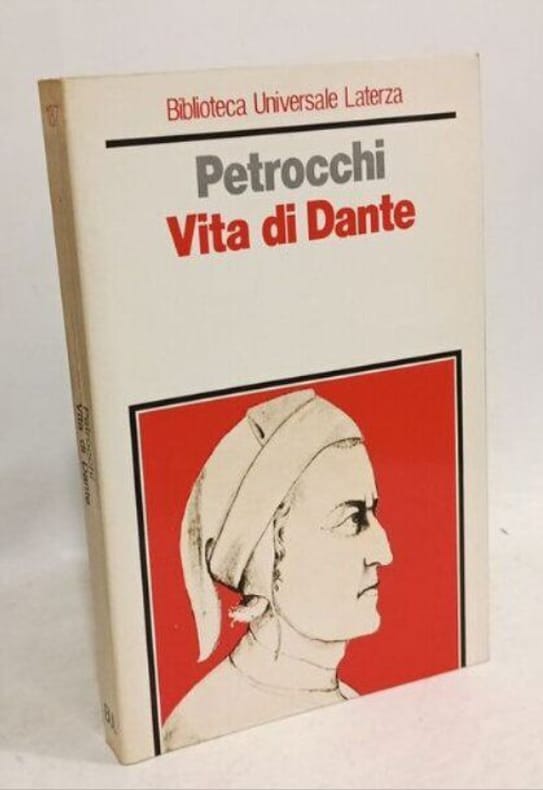 Biblioteca Universale Laterza
Petrocchi
Vita di Dante
Petrocchi
Vita di Dante